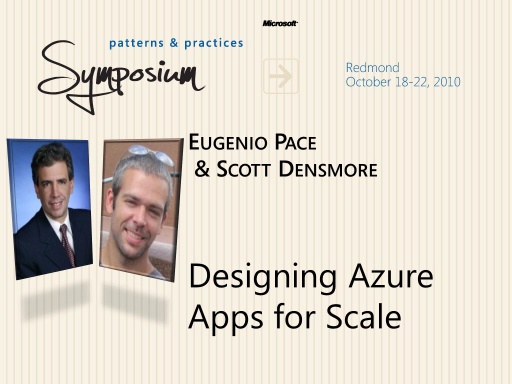 Microsoft
patterns & practices
Symposium
Redmond
October 18-22, 2010
EUGENIO PACE
& SCOTT DENSMORE
Designing Azure
Apps for Scale